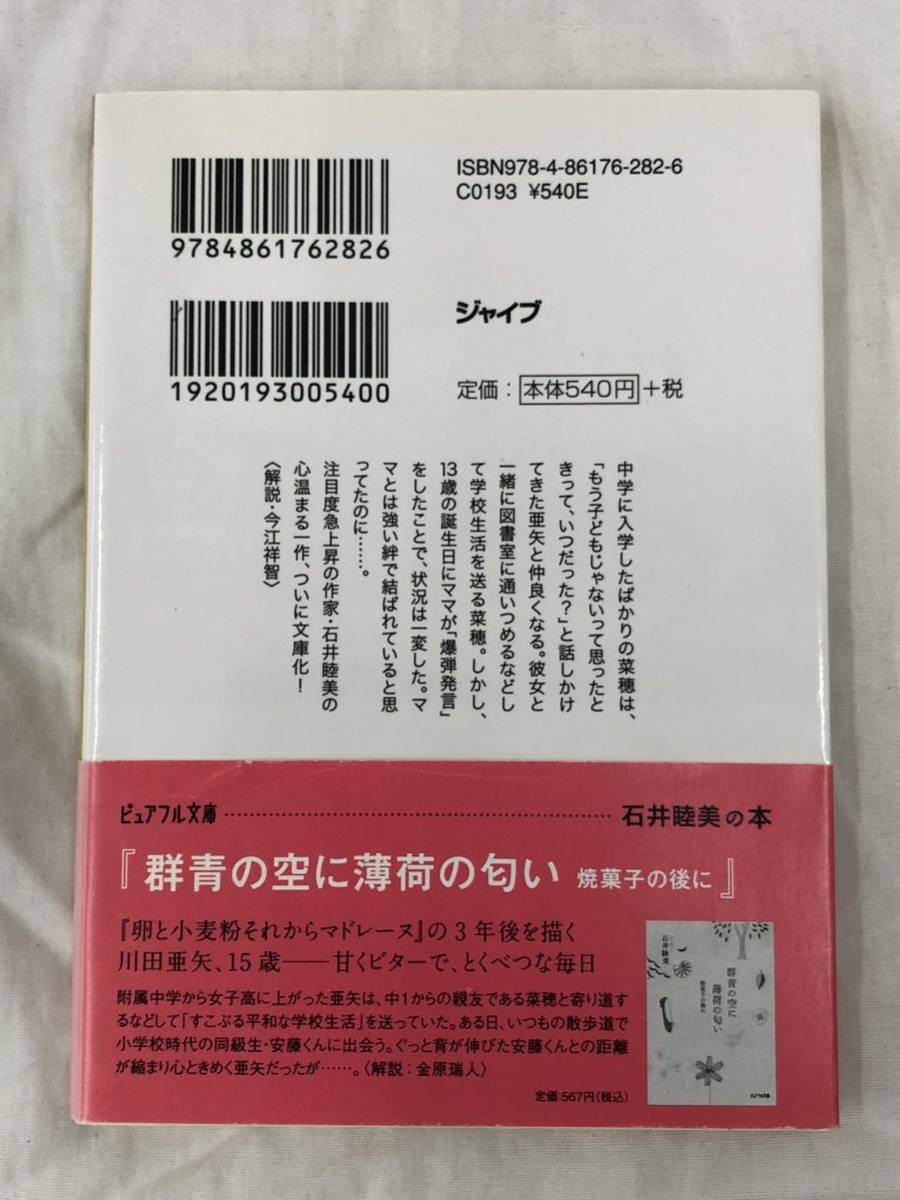 ISBN978-4-86176-282-6
C0193 ¥540E
9784861762826
ジャイブ
1920193005400
定価：本体540円+税
中学に入学したばかりの菜穂は、
「もう子どもじゃないって思ったと
きって、いつだった？」と話しかけ
てきた亜矢と仲良くなる。彼女と
一緒に図書室に通いつめるなどし
て学校生活を送る菜穂。しかし、
13歳の誕生日にママが「爆弾発言」
をしたことで、状況は一変した。マ
マとは強い絆で結ばれていると思
ってたのに……。
注目度急上昇の作家・石井睦美の
心温まる一作、ついに文庫化！
〈解説・今江祥智〉
ピュアフル文庫 石井睦美の本
『群青の空に薄荷の匂い 焼菓子の後に』
『卵と小麦粉それからマドレーヌ』の3年後を描く
川田亜矢、15歳――甘くビターで、とくべつな毎日
附属中学から女子高に上がった亜矢は、中1からの親友である菜穂と寄り道す
るなどして「すこぶる平和な学校生活」を送っていた。ある日、いつもの散歩道で
小学校時代の同級生・安藤くんに出会う。ぐっと背が伸びた安藤くんとの距離
が縮まり心ときめく亜矢だったが……。〈解説：金原瑞人〉
定価：567円（税込）
石井睦美
群青の空に
薄荷の匂い
焼菓子の後に